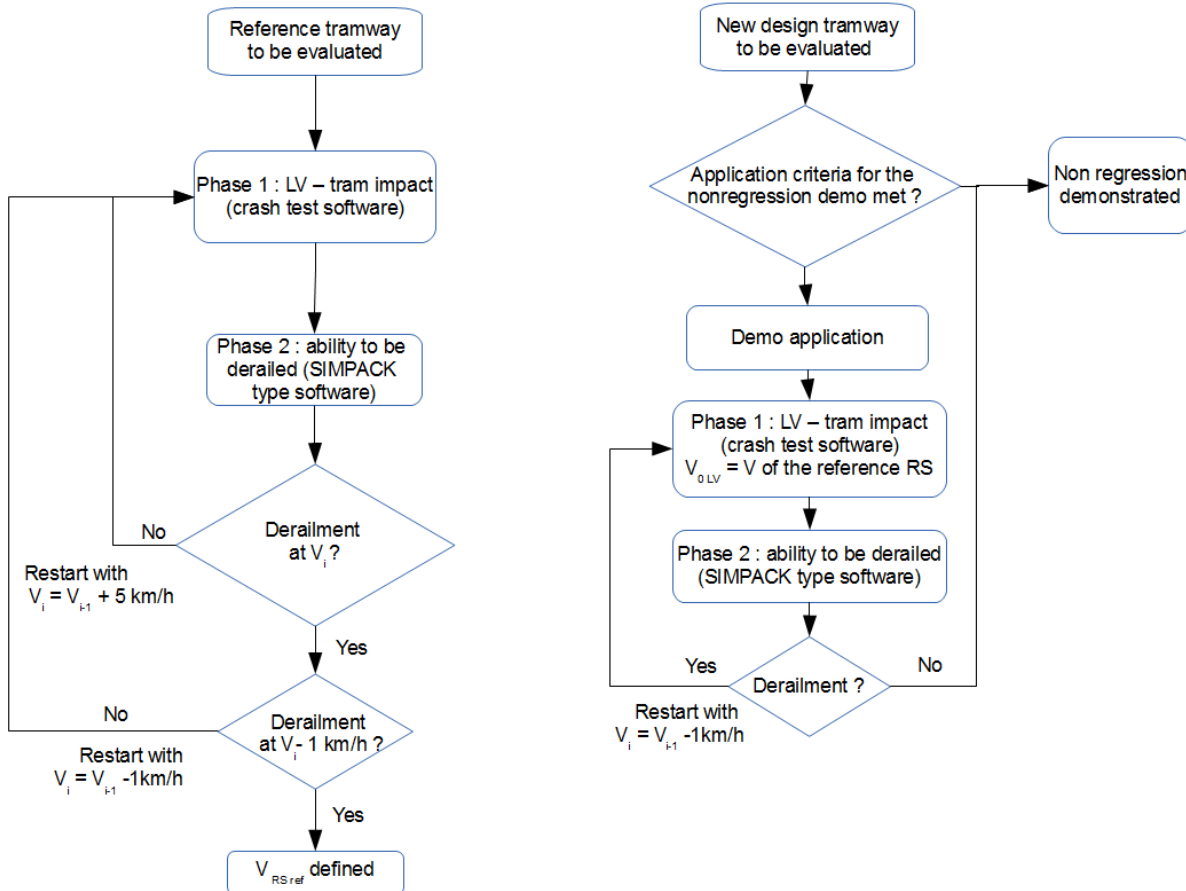 Reference tramway
to be evaluated
Phase 1 : LV – tram impact
(crash test software)
Phase 2 : ability to be
derailed (SIMPACK
type software)
Derailment
at Vi ?
No
Restart with
Vi = Vi-1 + 5 km/h
Yes
Derailment
at Vi- 1 km/h ?
No
Restart with
Vi = Vi-1 -1km/h
Yes
V RS ref defined
New design tramway
to be evaluated
Application criteria for the
nonregression demo met ?
Non regression
demonstrated
Demo application
Phase 1 : LV – tram impact
(crash test software)
V0 LV = V of the reference RS
Phase 2 : ability to be derailed
(SIMPACK type software)
Derailment ?
Yes
No
Restart with
Vi = Vi-1 -1km/h